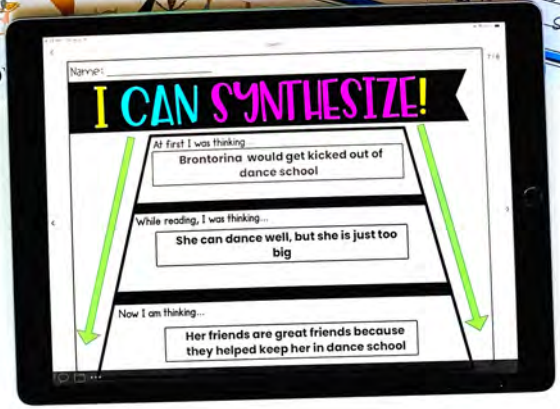 Name:
I CAN SYNTHESIZE!
At first I was thinking
Brontorina would get kicked out of
dance school
While reading, I was thinking...
She can dance well, but she is just too
big
Now I am thinking...
Her friends are great friends because
they helped keep her in dance school